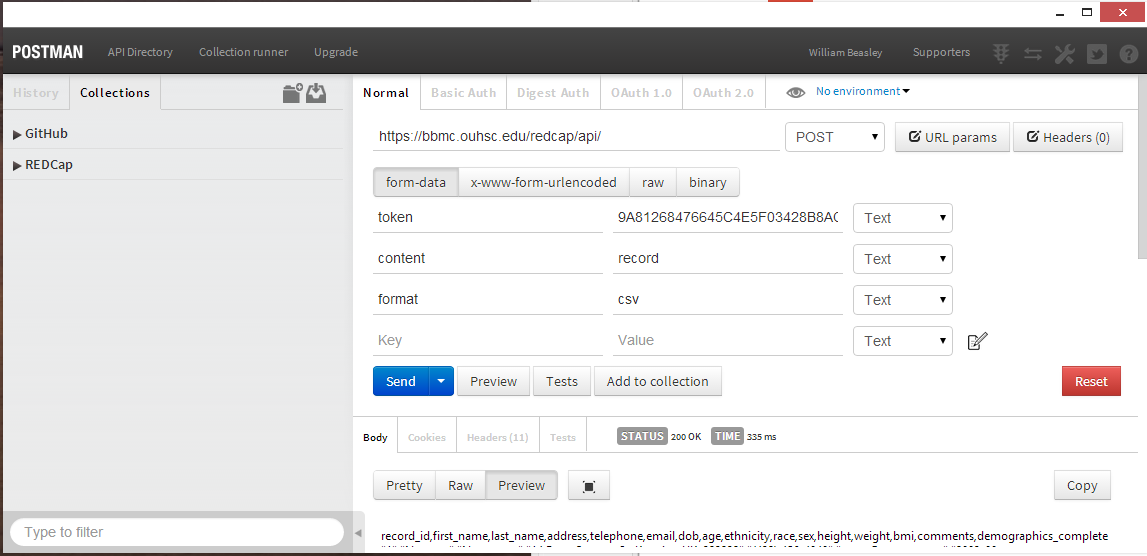 POSTMAN API Directory Collection runner Upgrade William Beasley Supporters
History Collections
GitHub
REDCap
Type to filter
Normal Basic Auth Digest Auth OAuth 1.0 OAuth 2.0 No environment
https://bbmc.ouhsc.edu/redcap/api/ POST URL params Headers (0)
form-data x-www-form-urlencoded raw binary
token 9A81268476645C4E5F03428B8AC Text
content record Text
format csv Text
Key Value Text
Send Preview Tests Add to collection Reset
Body Cookies Headers (11) Tests STATUS 200 OK TIME 335 ms
Pretty Raw Preview Copy
record_id,first_name,last_name,address,telephone,email,dob,age,ethnicity,race,sex,height,weight,bmi,comments,demographics_complete